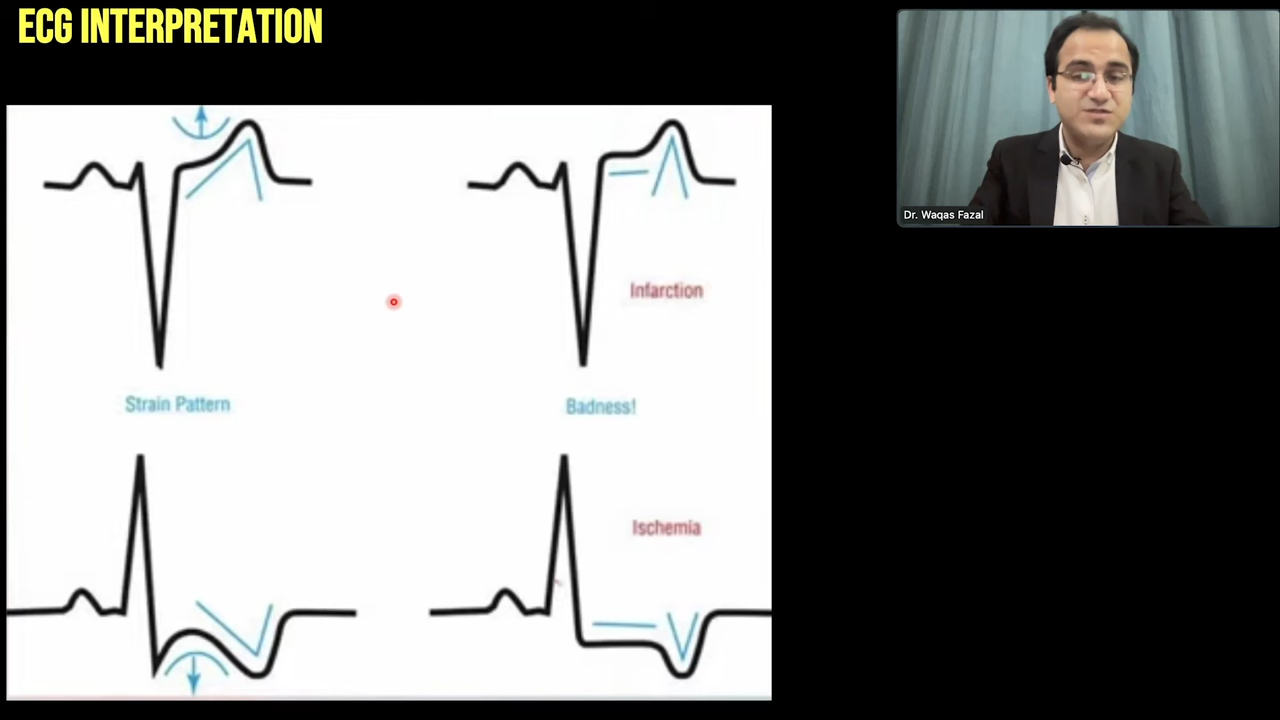 ECG INTERPRETATION
Dr. Waqas Fazal
Infarction
Strain Pattern
Badness!
Ischemia